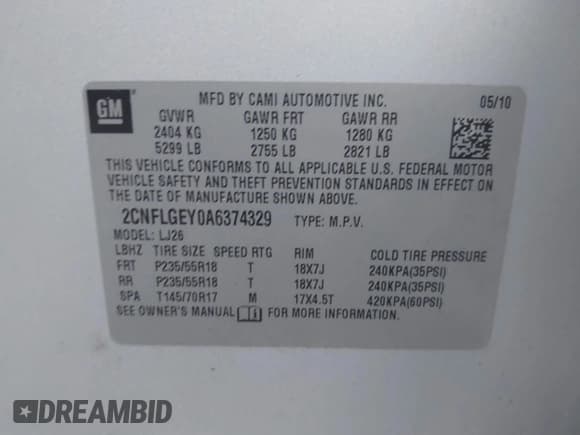 GM
MFD BY CAMI AUTOMOTIVE INC. 05/10
GVWR GAWR FRT GAWR RR
2404 KG 1250 KG 1280 KG
5299 LB 2755 LB 2821 LB
THIS VEHICLE CONFORMS TO ALL APPLICABLE U.S. FEDERAL MOTOR
VEHICLE SAFETY AND THEFT PREVENTION STANDARDS IN EFFECT ON
THE DATE OF MANUFACTURE SHOWN ABOVE.
2CNFLGEY0A6374329 TYPE: M.P.V.
MODEL: LJ26
LBHZ TIRE SIZE SPEED RTG RIM COLD TIRE PRESSURE
FRT P235/55R18 T 18X7J 240KPA(35PSI)
RR P235/55R18 T 18X7J 240KPA(35PSI)
SPA T145/70R17 M 17X4.5T 420KPA(60PSI)
SEE OWNER'S MANUAL FOR MORE INFORMATION.
DREAMBID